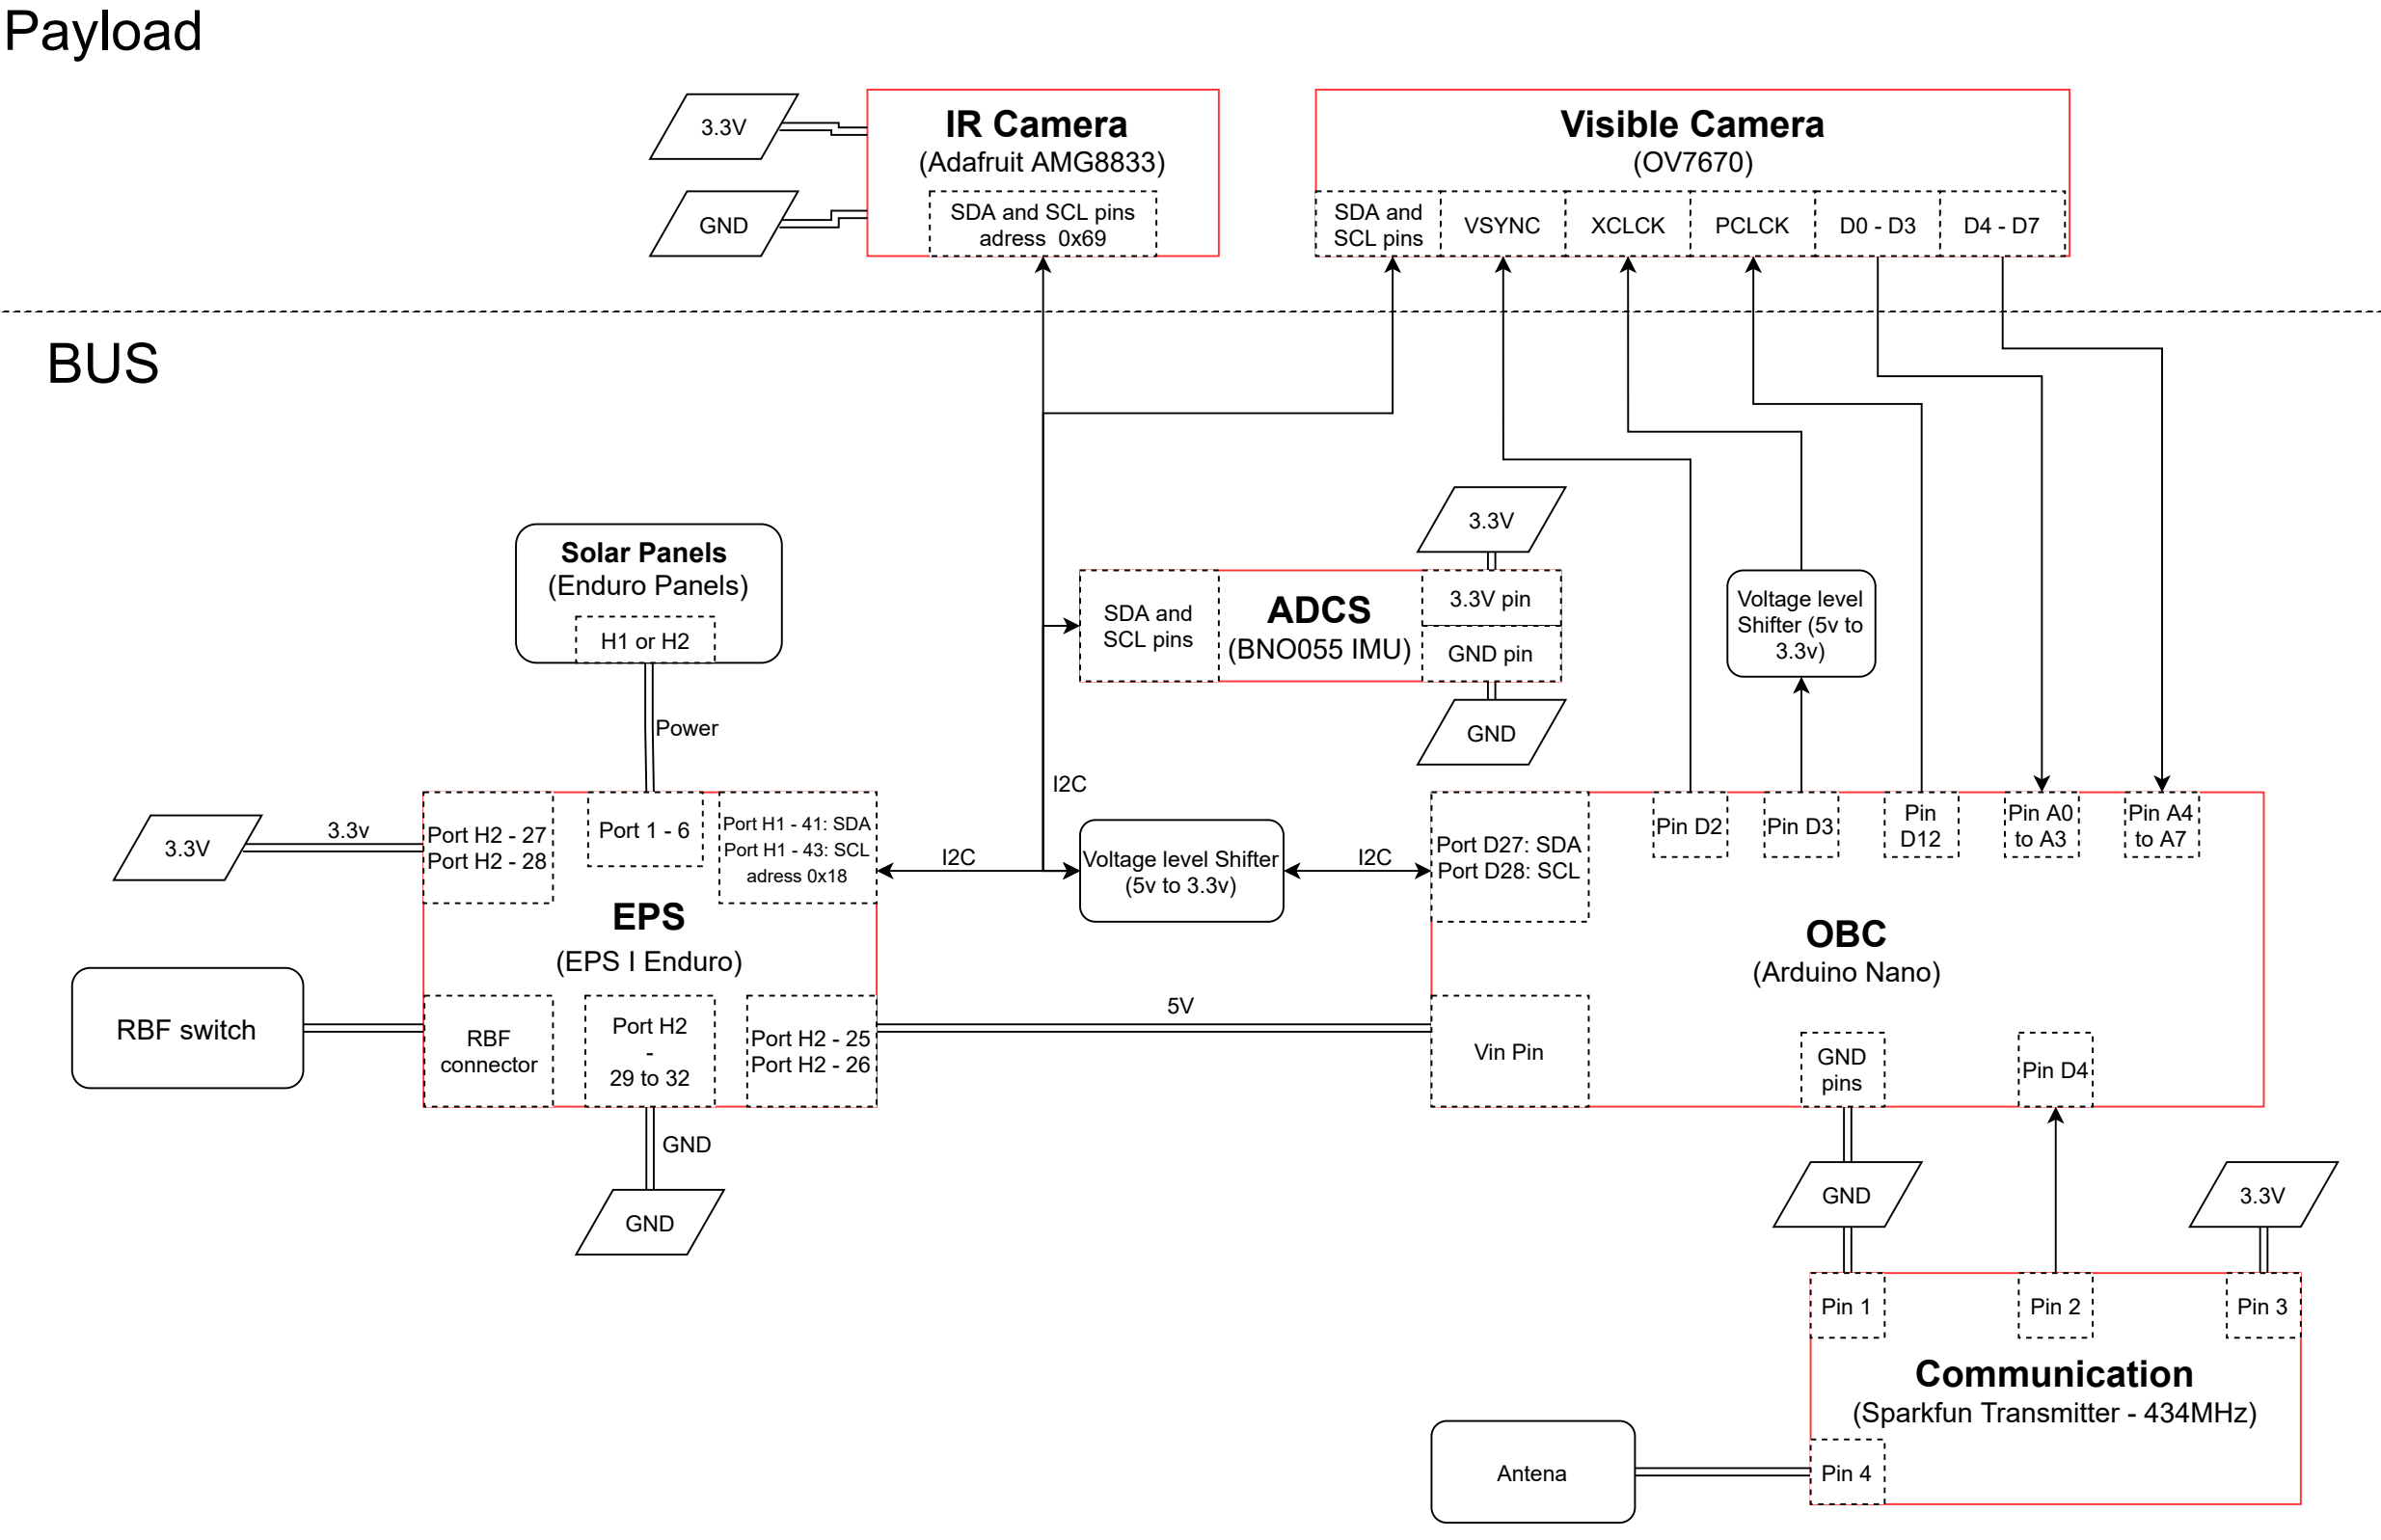 Payload
3.3V
GND
IR Camera
(Adafruit AMG8833)
SDA and SCL pins
adress 0x69
Visible Camera
(OV7670)
SDA and
SCL pins
VSYNC
XCLCK
PCLCK
D0 - D3
D4 - D7
BUS
Solar Panels
(Enduro Panels)
H1 or H2
Power
3.3V
ADCS
(BNO055 IMU)
SDA and
SCL pins
3.3V pin
GND pin
GND
Voltage level
Shifter (5v to
3.3v)
I2C
3.3V
3.3v
Port H2 - 27
Port H2 - 28
Port 1 - 6
Port H1 - 41: SDA
Port H1 - 43: SCL
adress 0x18
EPS
(EPS I Enduro)
I2C
Voltage level Shifter
(5v to 3.3v)
I2C
Port D27: SDA
Port D28: SCL
Pin D2
Pin D3
Pin
D12
Pin A0
to A3
Pin A4
to A7
OBC
(Arduino Nano)
RBF switch
RBF
connector
Port H2
-
29 to 32
Port H2 - 25
Port H2 - 26
5V
Vin Pin
GND
pins
Pin D4
GND
GND
GND
3.3V
Pin 1
Pin 2
Pin 3
Communication
(Sparkfun Transmitter - 434MHz)
Antena
Pin 4